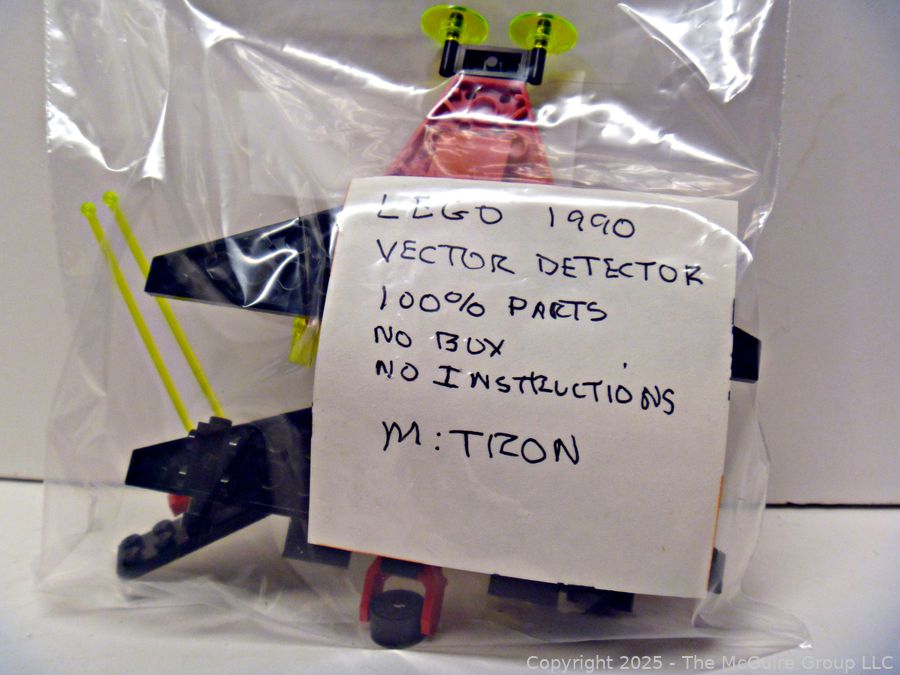 LEGO 1990
VECTOR DETECTOR
100% PARTS
NO BOX
NO INSTRUCTIONS
M:TRON
Copyright 2025 - The McGuire Group LLC